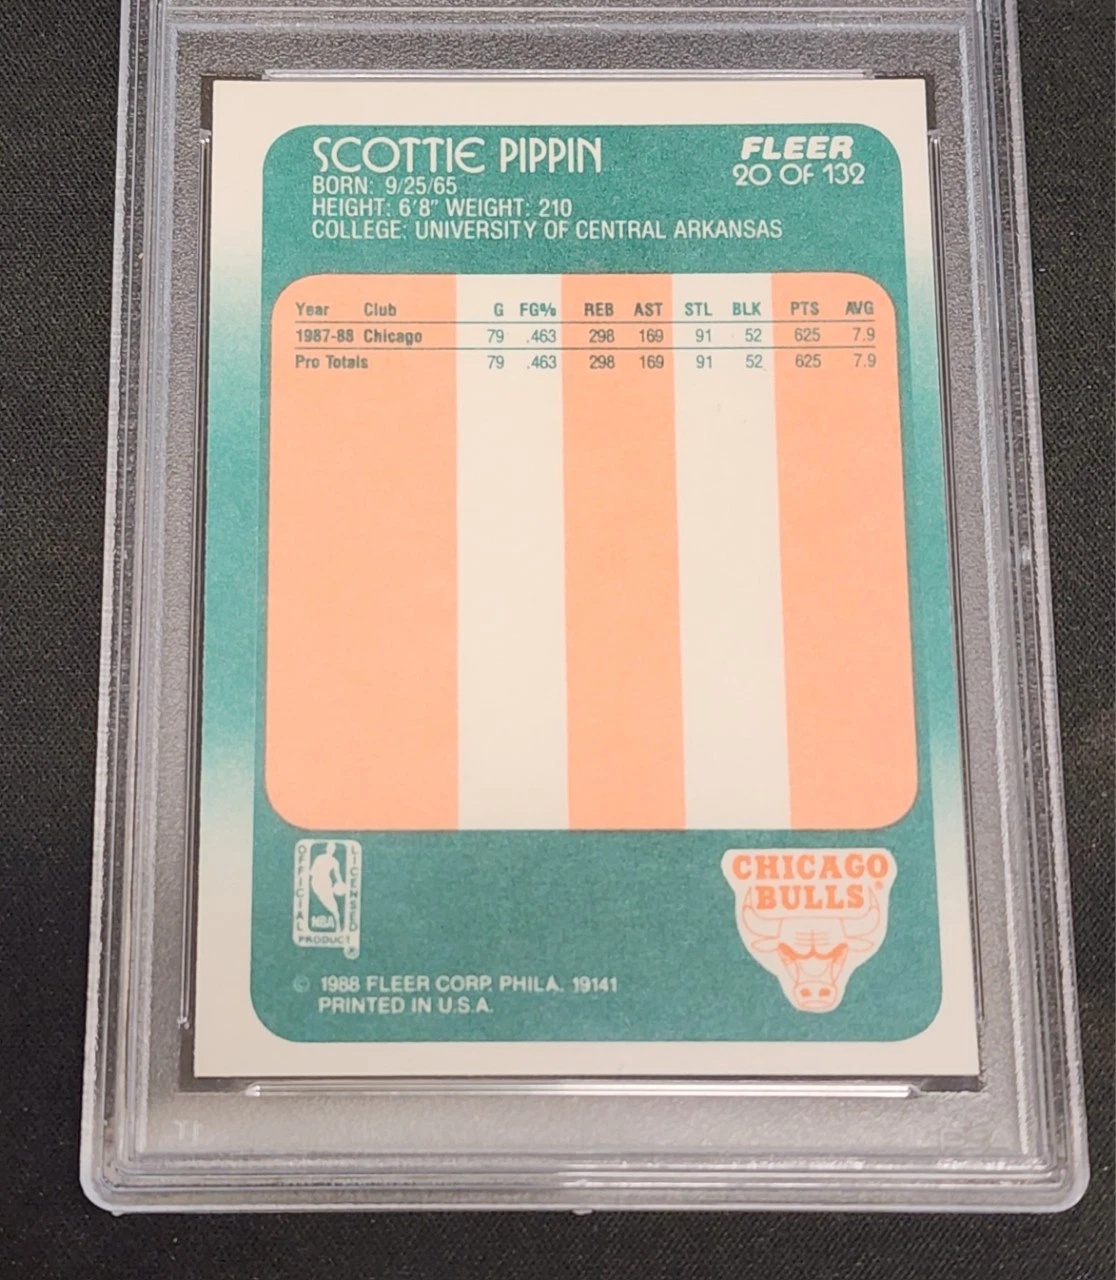 SCOTTIE PIPPIN
FLEER
20 OF 132
BORN: 9/25/65
HEIGHT: 6'8" WEIGHT: 210
COLLEGE: UNIVERSITY OF CENTRAL ARKANSAS
Year Club G FG% REB AST STL BLK PTS AVG
1987-88 Chicago 79 .463 298 169 91 52 625 7.9
Pro Totals 79 .463 298 169 91 52 625 7.9
OFFICIAL LICENSED
NBA
PRODUCT ®
CHICAGO
BULLS ®
© 1988 FLEER CORP. PHILA. 19141
PRINTED IN U.S.A.